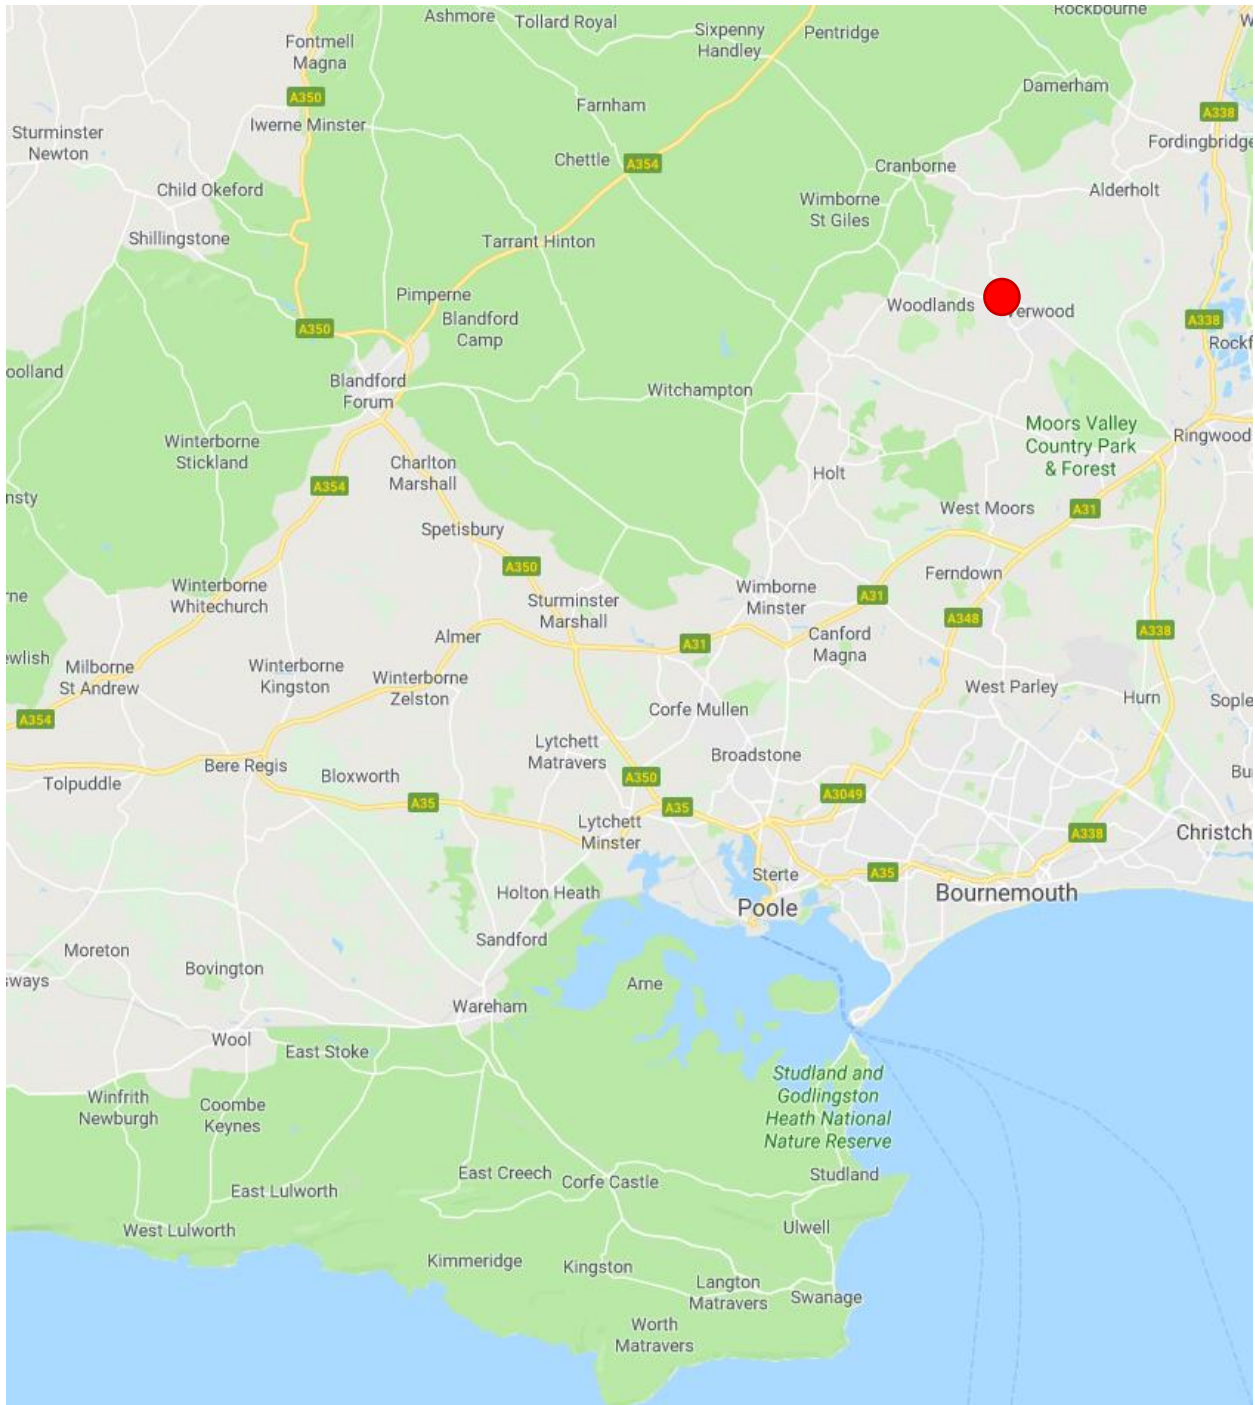 Ashmore
Tollard Royal
Sixpenny
Handley
Pentridge
Rockbourne
Fontmell
Magna
A350
Iwerne Minster
Farnham
Damerham
A338
Sturminster
Newton
Chettle
A354
Cranborne
Fordingbridge
Child Okeford
Wimborne
St Giles
Alderholt
Shillingstone
Tarrant Hinton
Pimperne
Woodlands
erwood
A350
Blandford
Camp
A338
Rockf
oolland
Blandford
Forum
Witchampton
Winterborne
Stickland
Moors Valley
Country Park
& Forest
Ringwood
Charlton
Marshall
Holt
A354
nsty
West Moors
A31
Spetisbury
A350
Ferndown
Winterborne
Whitechurch
Wimborne
Minster
A31
rne
Sturminster
Marshall
A348
A338
Almer
A31
Canford
Magna
ewlish
Milborne
St Andrew
Winterborne
Kingston
Winterborne
Zelston
West Parley
Hurn
Sople
A354
Corfe Mullen
Lytchett
Matravers
Broadstone
Bere Regis
Bloxworth
A350
Bu
Tolpuddle
A35
A35
A3049
Lytchett
Minster
A338
Christch
Sterte
A35
Holton Heath
Poole
Bournemouth
Sandford
Moreton
Bovington
sways
Arne
Wareham
Wool
East Stoke
Studland and
Godlingston
Heath National
Nature Reserve
Winfrith
Newburgh
Coombe
Keynes
East Creech
Corfe Castle
Studland
East Lulworth
West Lulworth
Ulwell
Kimmeridge
Kingston
Langton
Matravers
Swanage
Worth
Matravers